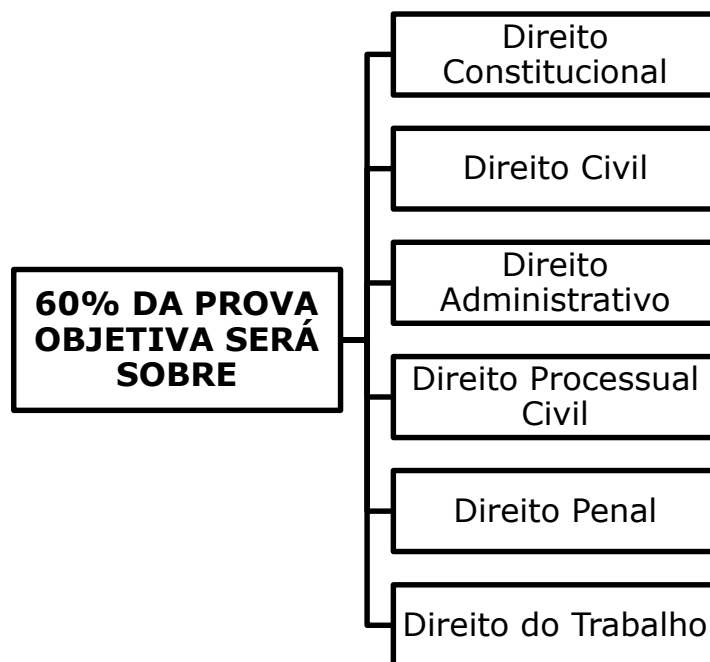 60% DA PROVA
OBJETIVA SERÁ
SOBRE
Direito
Constitucional
Direito Civil
Direito
Administrativo
Direito Processual
Civil
Direito Penal
Direito do Trabalho